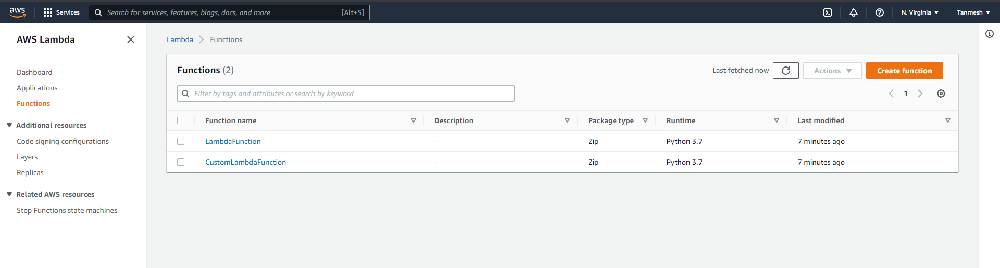 aws Services Search for services, features, blogs, docs, and more [Alt+S] N. Virginia Tanmesh
AWS Lambda
Dashboard
Applications
Functions
Additional resources
Code signing configurations
Layers
Replicas
Related AWS resources
Step Functions state machines
Lambda Functions
Functions (2) Last fetched now Actions Create function
Filter by tags and attributes or search by keyword 1
Function name Description Package type Runtime Last modified
LambdaFunction - Zip Python 3.7 7 minutes ago
CustomLambdaFunction - Zip Python 3.7 7 minutes ago